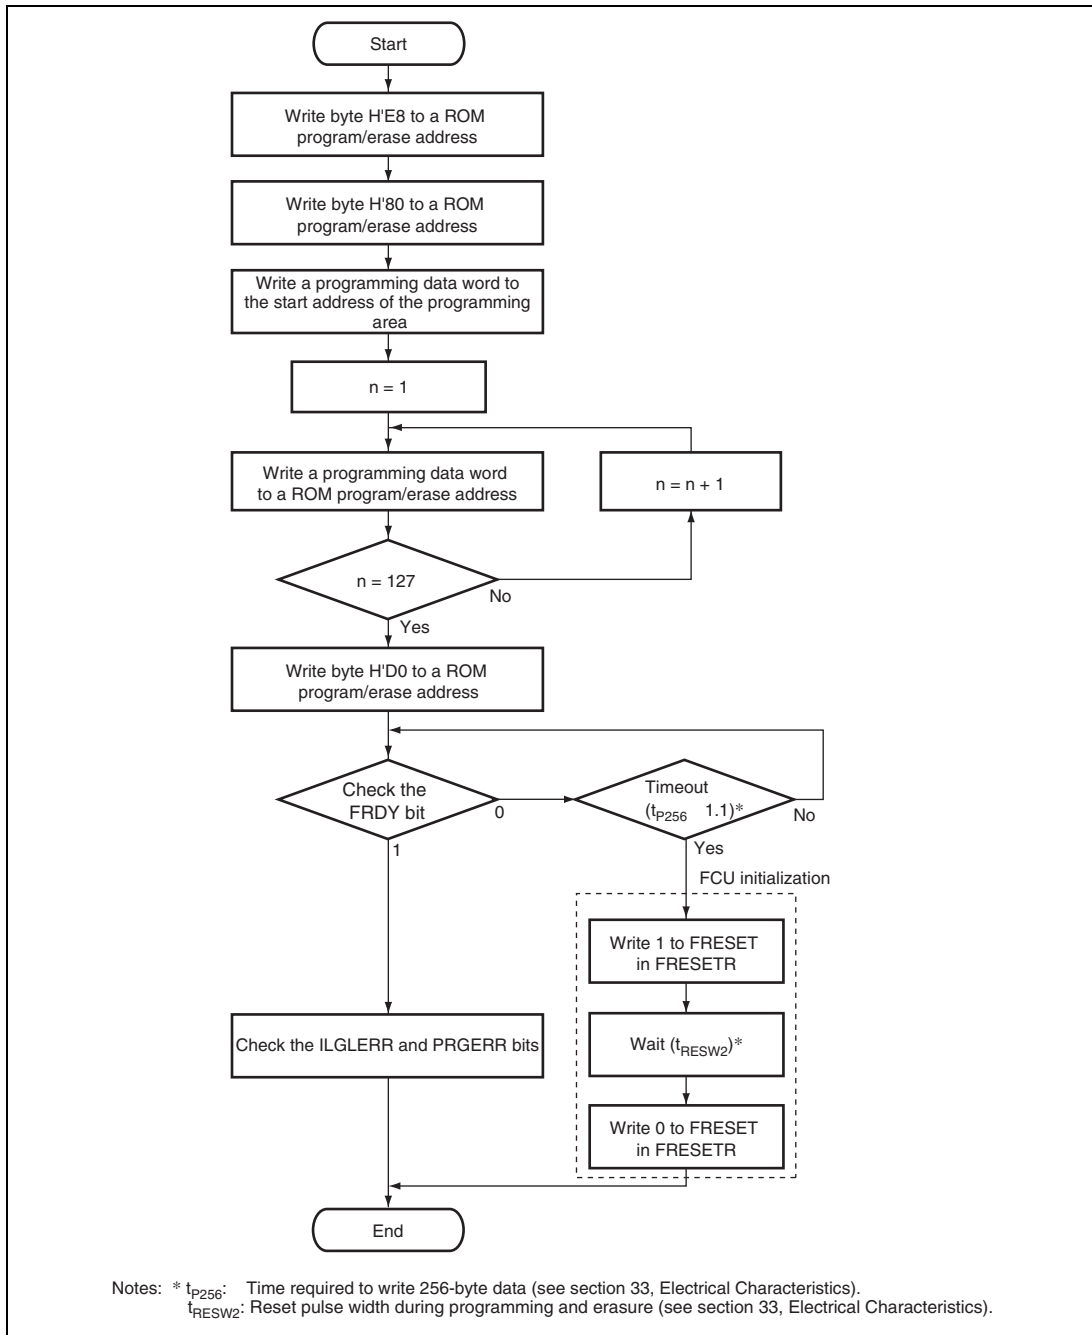 Start
Write byte H'E8 to a ROM
program/erase address
Write byte H'80 to a ROM
program/erase address
Write a programming data word to
the start address of the programming
area
n = 1
Write a programming data word
to a ROM program/erase address
n = n + 1
n = 127
No
Yes
Write byte H'D0 to a ROM
program/erase address
Check the
FRDY bit
0
1
Timeout
(tP256 1.1)*
No
Yes
FCU initialization
Write 1 to FRESET
in FRESETR
Wait (tRESW2)*
Write 0 to FRESET
in FRESETR
Check the ILGLERR and PRGERR bits
End
Notes: * tP256: Time required to write 256-byte data (see section 33, Electrical Characteristics).
tRESW2: Reset pulse width during programming and erasure (see section 33, Electrical Characteristics).